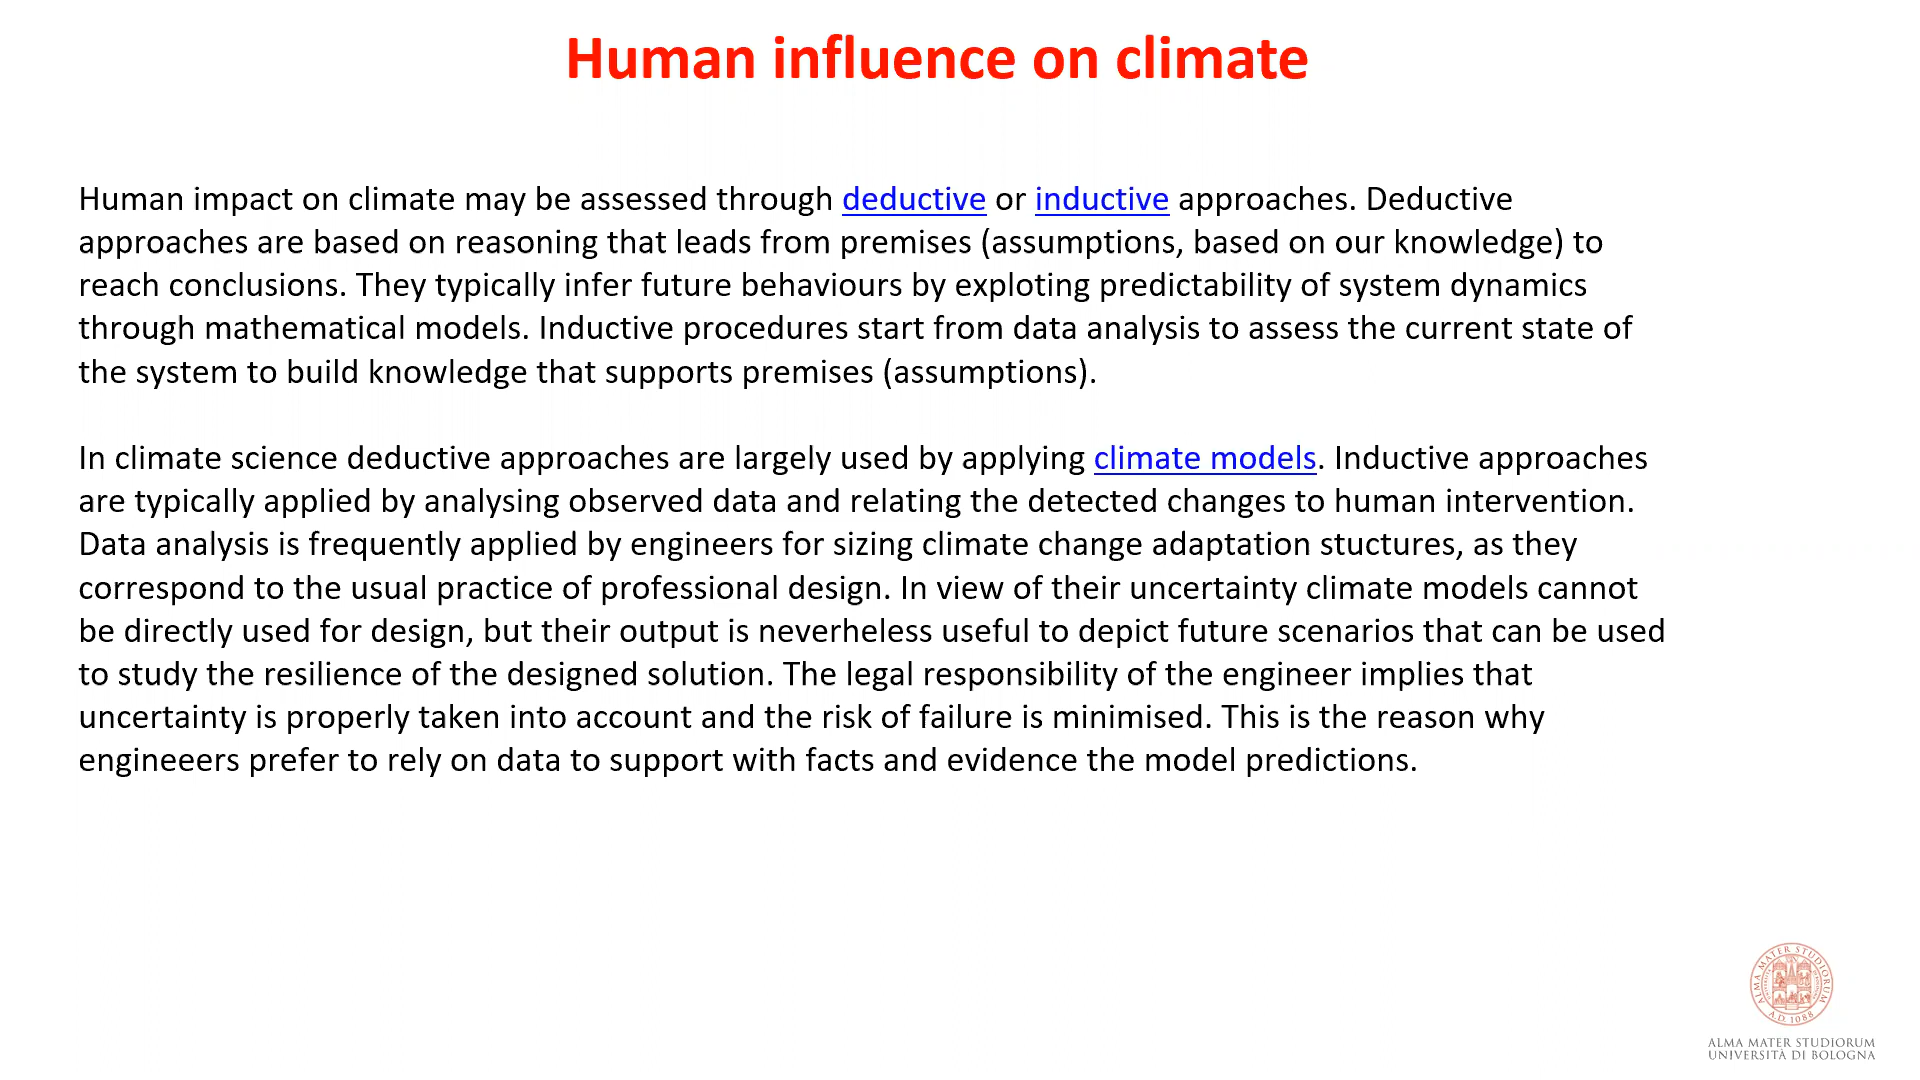 Human influence on climate
Human impact on climate may be assessed through deductive or inductive approaches. Deductive
approaches are based on reasoning that leads from premises (assumptions, based on our knowledge) to
reach conclusions. They typically infer future behaviours by exploting predictability of system dynamics
through mathematical models. Inductive procedures start from data analysis to assess the current state of
the system to build knowledge that supports premises (assumptions).
In climate science deductive approaches are largely used by applying climate models. Inductive approaches
are typically applied by analysing observed data and relating the detected changes to human intervention.
Data analysis is frequently applied by engineers for sizing climate change adaptation stuctures, as they
correspond to the usual practice of professional design. In view of their uncertainty climate models cannot
be directly used for design, but their output is neverheless useful to depict future scenarios that can be used
to study the resilience of the designed solution. The legal responsibility of the engineer implies that
uncertainty is properly taken into account and the risk of failure is minimised. This is the reason why
engineeers prefer to rely on data to support with facts and evidence the model predictions.
ALMA MATER STUDIORUM
A.D. 1088
ALMA MATER STUDIORUM
UNIVERSITÀ DI BOLOGNA